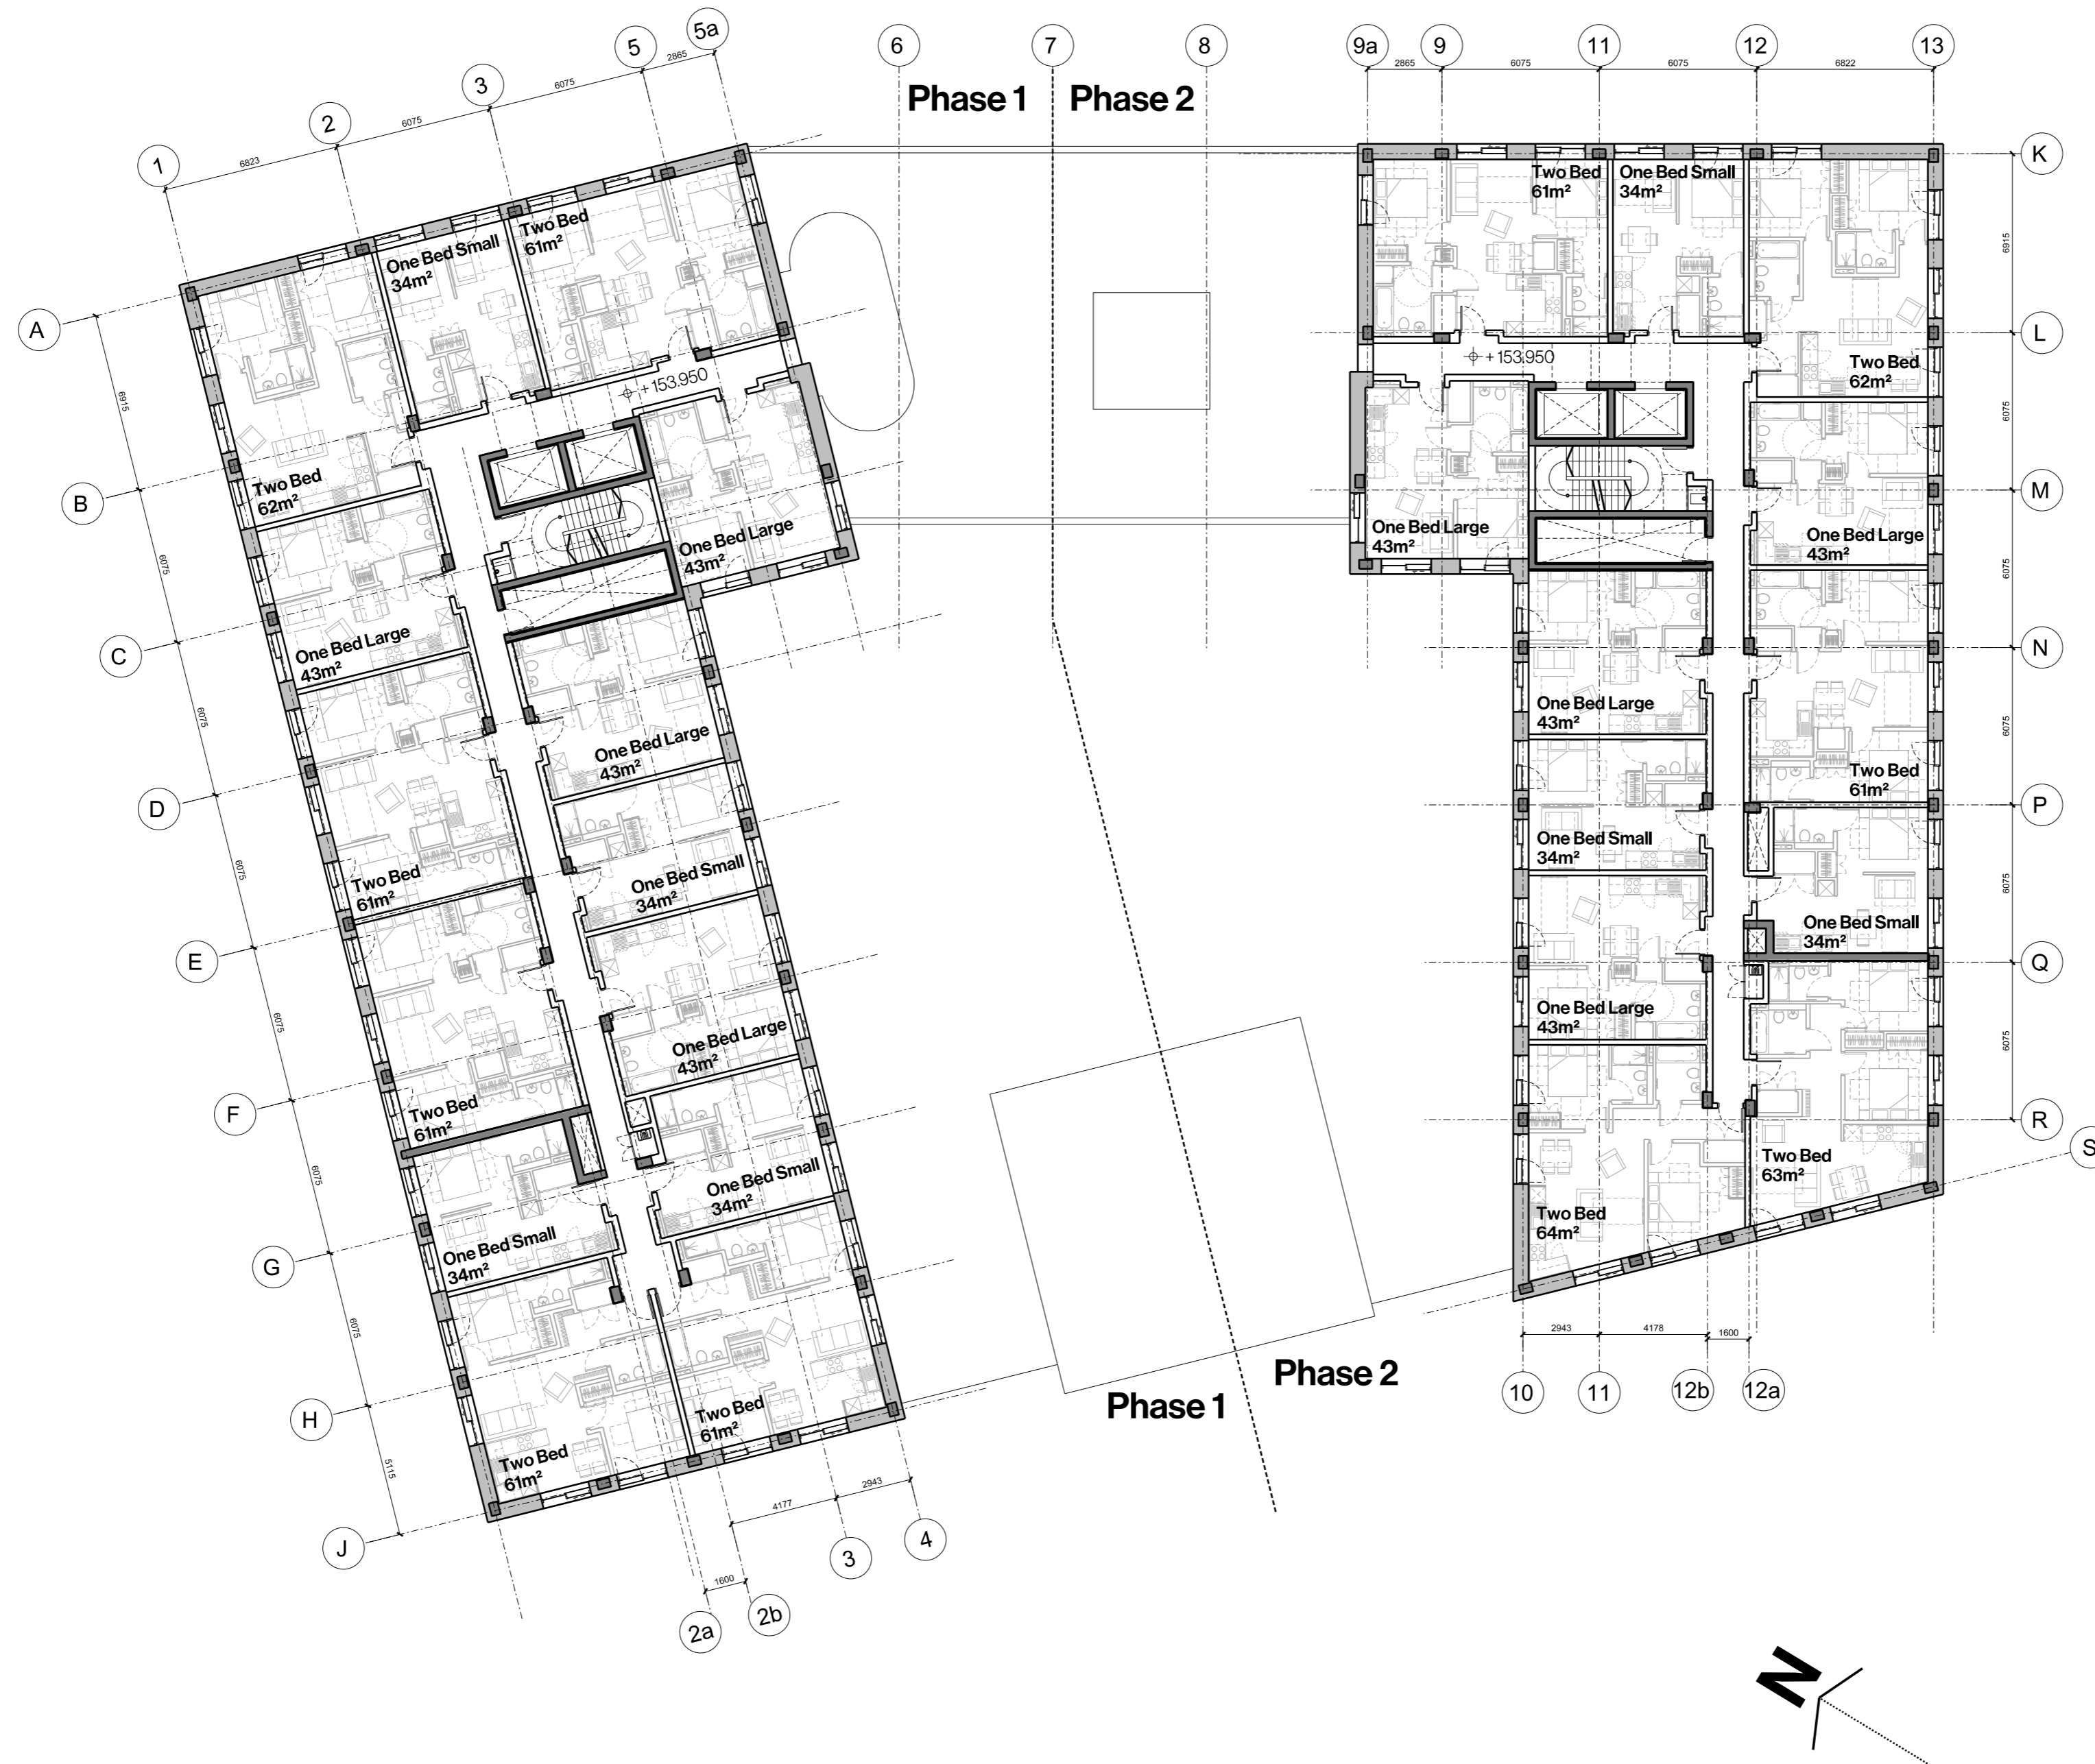 1
2
3
5
5a
6
7
8
9a
9
11
12
13
6823
6075
6075
2865
2865
6075
6075
6822
Phase 1
Phase 2
A
B
C
D
E
F
G
H
J
6915
6075
6075
6075
6075
6075
6075
5115
K
L
M
N
P
Q
R
S
6915
6075
6075
6075
6075
6075
Two Bed
61m²
One Bed Small
34m²
Two Bed
62m²
+ 153.950
One Bed Large
43m²
One Bed Large
43m²
One Bed Large
43m²
Two Bed
61m²
One Bed Small
34m²
Two Bed
61m²
One Bed Large
43m²
One Bed Small
34m²
One Bed Small
34m²
Two Bed
61m²
Two Bed
61m²
Two Bed
61m²
One Bed Small
34m²
+ 153.950
Two Bed
62m²
One Bed Large
43m²
One Bed Large
43m²
One Bed Large
43m²
Two Bed
61m²
One Bed Small
34m²
One Bed Small
34m²
One Bed Large
43m²
Two Bed
63m²
Two Bed
64m²
2943
4178
1600
10
11
12b
12a
Phase 2
Phase 1
4177
2943
1600
2a
2b
3
4
N